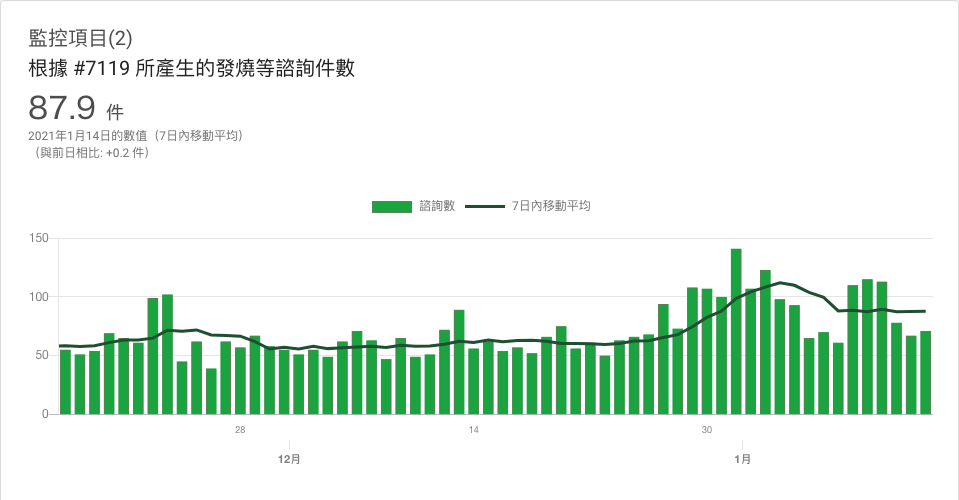 監控項目(2)
根據 #7119 所產生的發燒等諮詢件數
87.9 件
2021年1月14日的數值（7日內移動平均）
（與前日相比: +0.2 件）
諮詢數 7日內移動平均
150
100
50
0
28 14 30
12月 1月